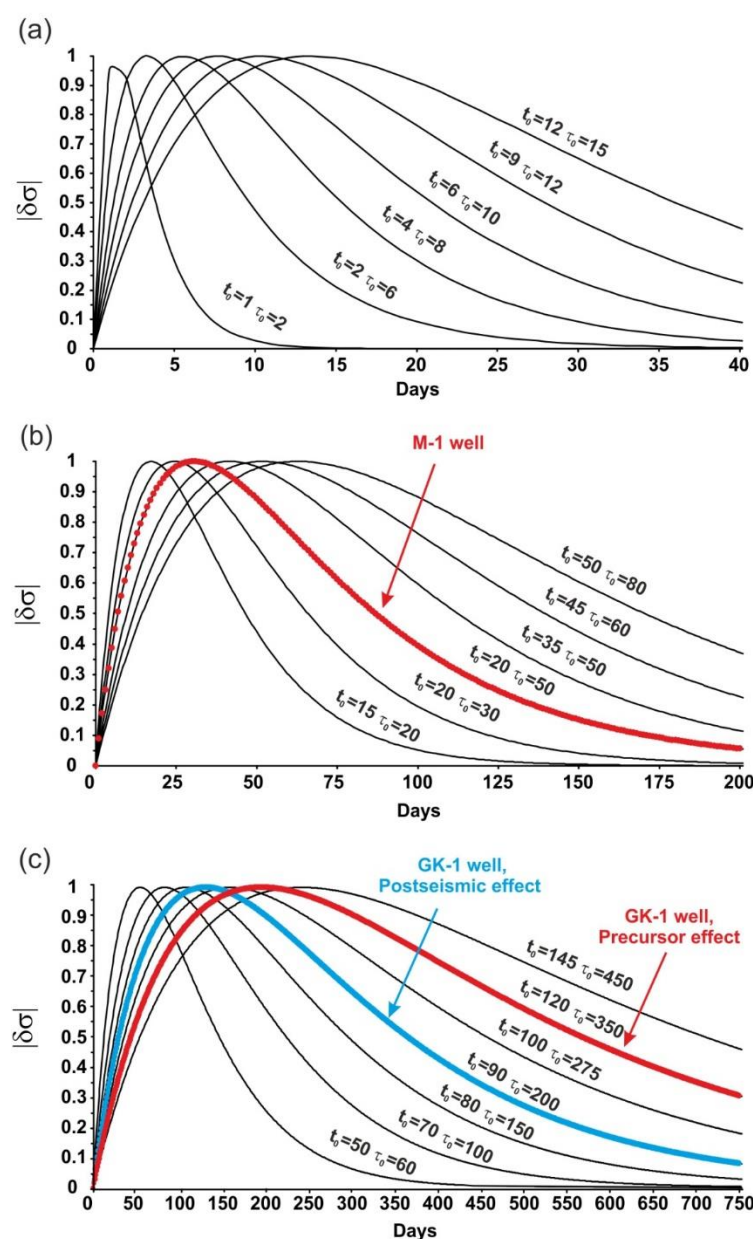 (a)
1
0.9
0.8
0.7
0.6
0.5
0.4
0.3
0.2
0.1
0
|δσ|
t₀=12 τ₀=15
t₀=9 τ₀=12
t₀=6 τ₀=10
t₀=4 τ₀=8
t₀=2 τ₀=6
t₀=1 τ₀=2
0 5 10 15 20 25 30 35 40
Days
(b)
M-1 well
1
0.9
0.8
0.7
0.6
0.5
0.4
0.3
0.2
0.1
0
|δσ|
t₀=50 τ₀=80
t₀=45 τ₀=60
t₀=35 τ₀=50
t₀=20 τ₀=50
t₀=20 τ₀=30
t₀=15 τ₀=20
0 25 50 75 100 125 150 175 200
Days
(c)
GK-1 well,
Postseismic effect
GK-1 well,
Precursor effect
1
0.9
0.8
0.7
0.6
0.5
0.4
0.3
0.2
0.1
0
|δσ|
t₀=145 τ₀=450
t₀=120 τ₀=350
t₀=100 τ₀=275
t₀=90 τ₀=200
t₀=80 τ₀=150
t₀=70 τ₀=100
t₀=50 τ₀=60
0 50 100 150 200 250 300 350 400 450 500 550 600 650 700 750
Days